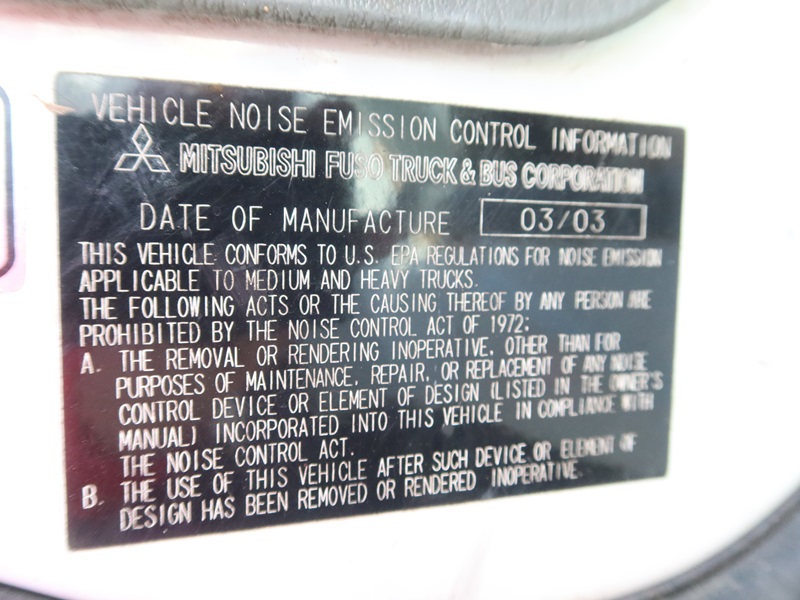 VEHICLE NOISE EMISSION CONTROL INFORMATION
MITSUBISHI FUSO TRUCK & BUS CORPORATION
DATE OF MANUFACTURE 03/03
THIS VEHICLE CONFORMS TO U.S. EPA REGULATIONS FOR NOISE EMISSION
APPLICABLE TO MEDIUM AND HEAVY TRUCKS.
THE FOLLOWING ACTS OR THE CAUSING THEREOF BY ANY PERSON ARE
PROHIBITED BY THE NOISE CONTROL ACT OF 1972:
A. THE REMOVAL OR RENDERING INOPERATIVE, OTHER THAN FOR
PURPOSES OF MAINTENANCE, REPAIR, OR REPLACEMENT OF ANY NOISE
CONTROL DEVICE OR ELEMENT OF DESIGN (LISTED IN THE OWNER'S
MANUAL) INCORPORATED INTO THIS VEHICLE IN COMPLIANCE WITH
THE NOISE CONTROL ACT.
B. THE USE OF THIS VEHICLE AFTER SUCH DEVICE OR ELEMENT OF
DESIGN HAS BEEN REMOVED OR RENDERED INOPERATIVE.